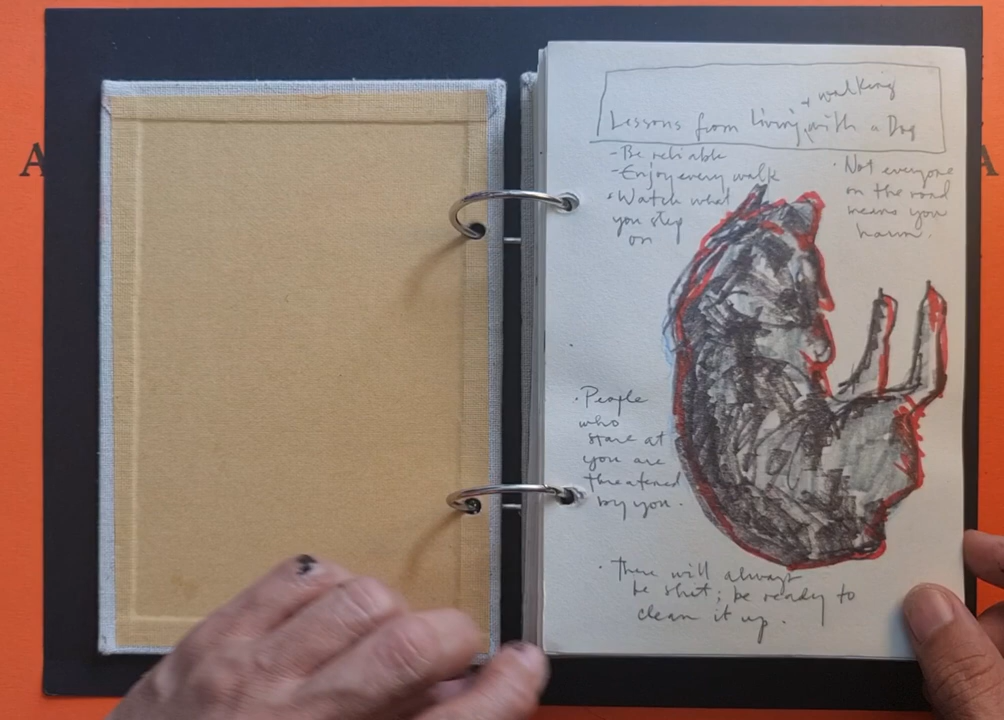 A
A
+ walking
Lessons from living, with a Dog
- Be reliable
- Enjoy every walk
• Watch what
you step
on
• Not everyone
on the road
means you
harm.
• People
who
stare at
you are
threatened
by you.
• There will always
be shit; be ready to
clean it up.